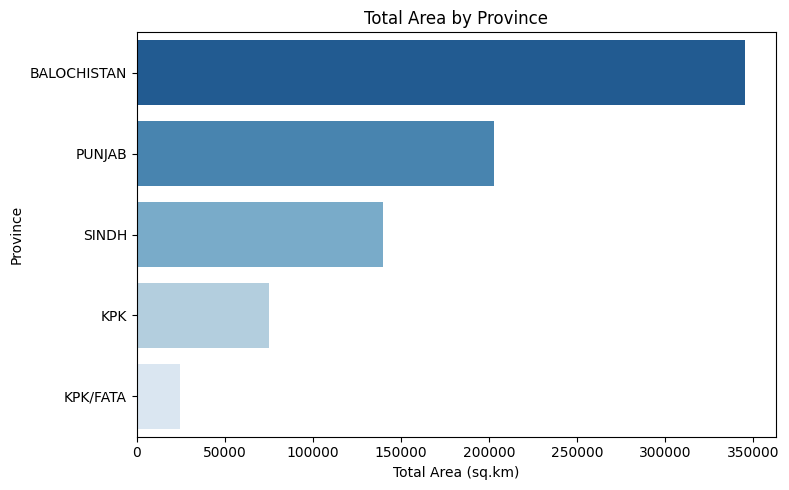 Total Area by Province
Province
BALOCHISTAN
PUNJAB
SINDH
KPK
KPK/FATA
0 50000 100000 150000 200000 250000 300000 350000
Total Area (sq.km)